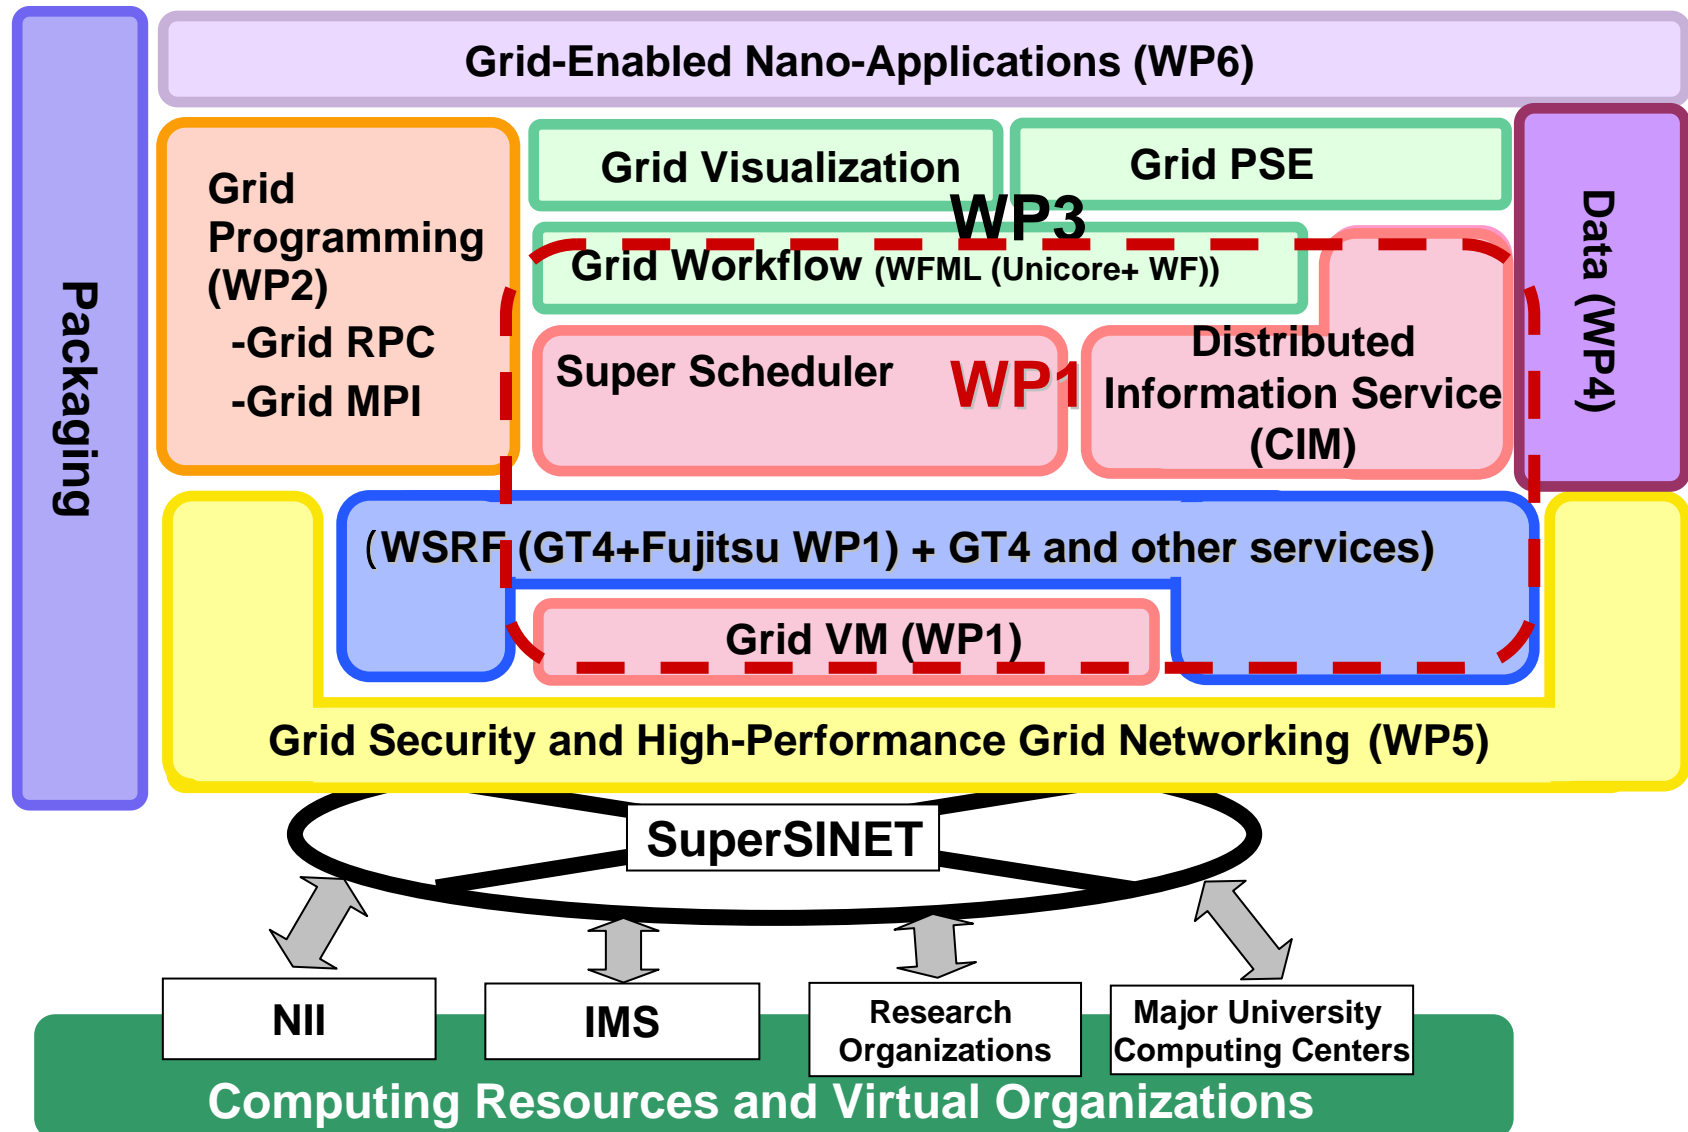 Grid-Enabled Nano-Applications (WP6)
Packaging
Grid
Programming
(WP2)
-Grid RPC
-Grid MPI
Grid Visualization
Grid PSE
WP3
Grid Workflow (WFML (Unicore+ WF))
Super Scheduler
WP1
Distributed
Information Service
(CIM)
Data (WP4)
(WSRF (GT4+Fujitsu WP1) + GT4 and other services)
Grid VM (WP1)
Grid Security and High-Performance Grid Networking (WP5)
SuperSINET
NII
IMS
Research
Organizations
Major University
Computing Centers
Computing Resources and Virtual Organizations